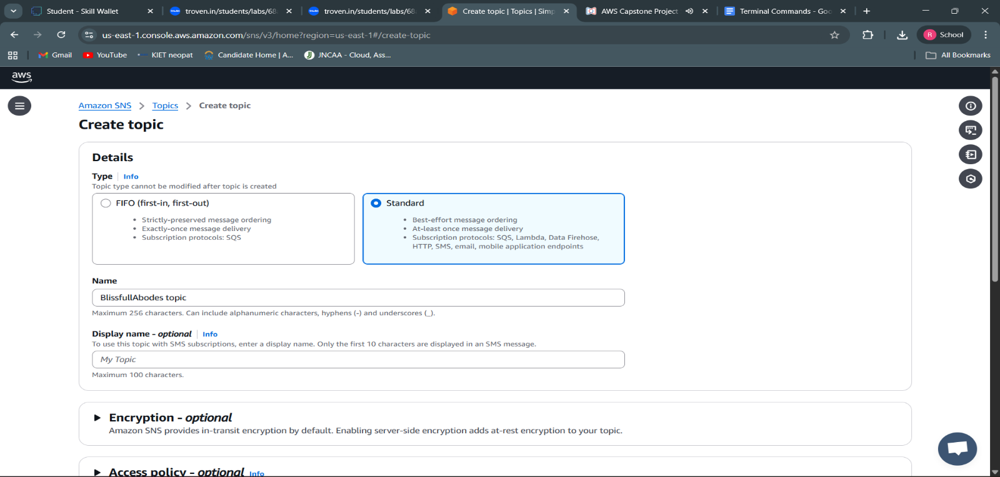 Student - Skill Wallet
troven.in/students/labs/68
troven.in/students/labs/68
Create topic | Topics | Simp
AWS Capstone Project
Terminal Commands - Goo
us-east-1.console.aws.amazon.com/sns/v3/home?region=us-east-1#/create-topic
R School
Gmail
YouTube
KIET neopat
Candidate Home | A...
JNCAA - Cloud, Ass...
All Bookmarks
aws
Amazon SNS > Topics > Create topic
Create topic
Details
Type Info
Topic type cannot be modified after topic is created
FIFO (first-in, first-out)
• Strictly-preserved message ordering
• Exactly-once message delivery
• Subscription protocols: SQS
Standard
• Best-effort message ordering
• At-least once message delivery
• Subscription protocols: SQS, Lambda, Data Firehose,
HTTP, SMS, email, mobile application endpoints
Name
BlissfullAbodes topic
Maximum 256 characters. Can include alphanumeric characters, hyphens (-) and underscores (_).
Display name - optional Info
To use this topic with SMS subscriptions, enter a display name. Only the first 10 characters are displayed in an SMS message.
My Topic
Maximum 100 characters.
Encryption - optional
Amazon SNS provides in-transit encryption by default. Enabling server-side encryption adds at-rest encryption to your topic.
Access policy - optional Info